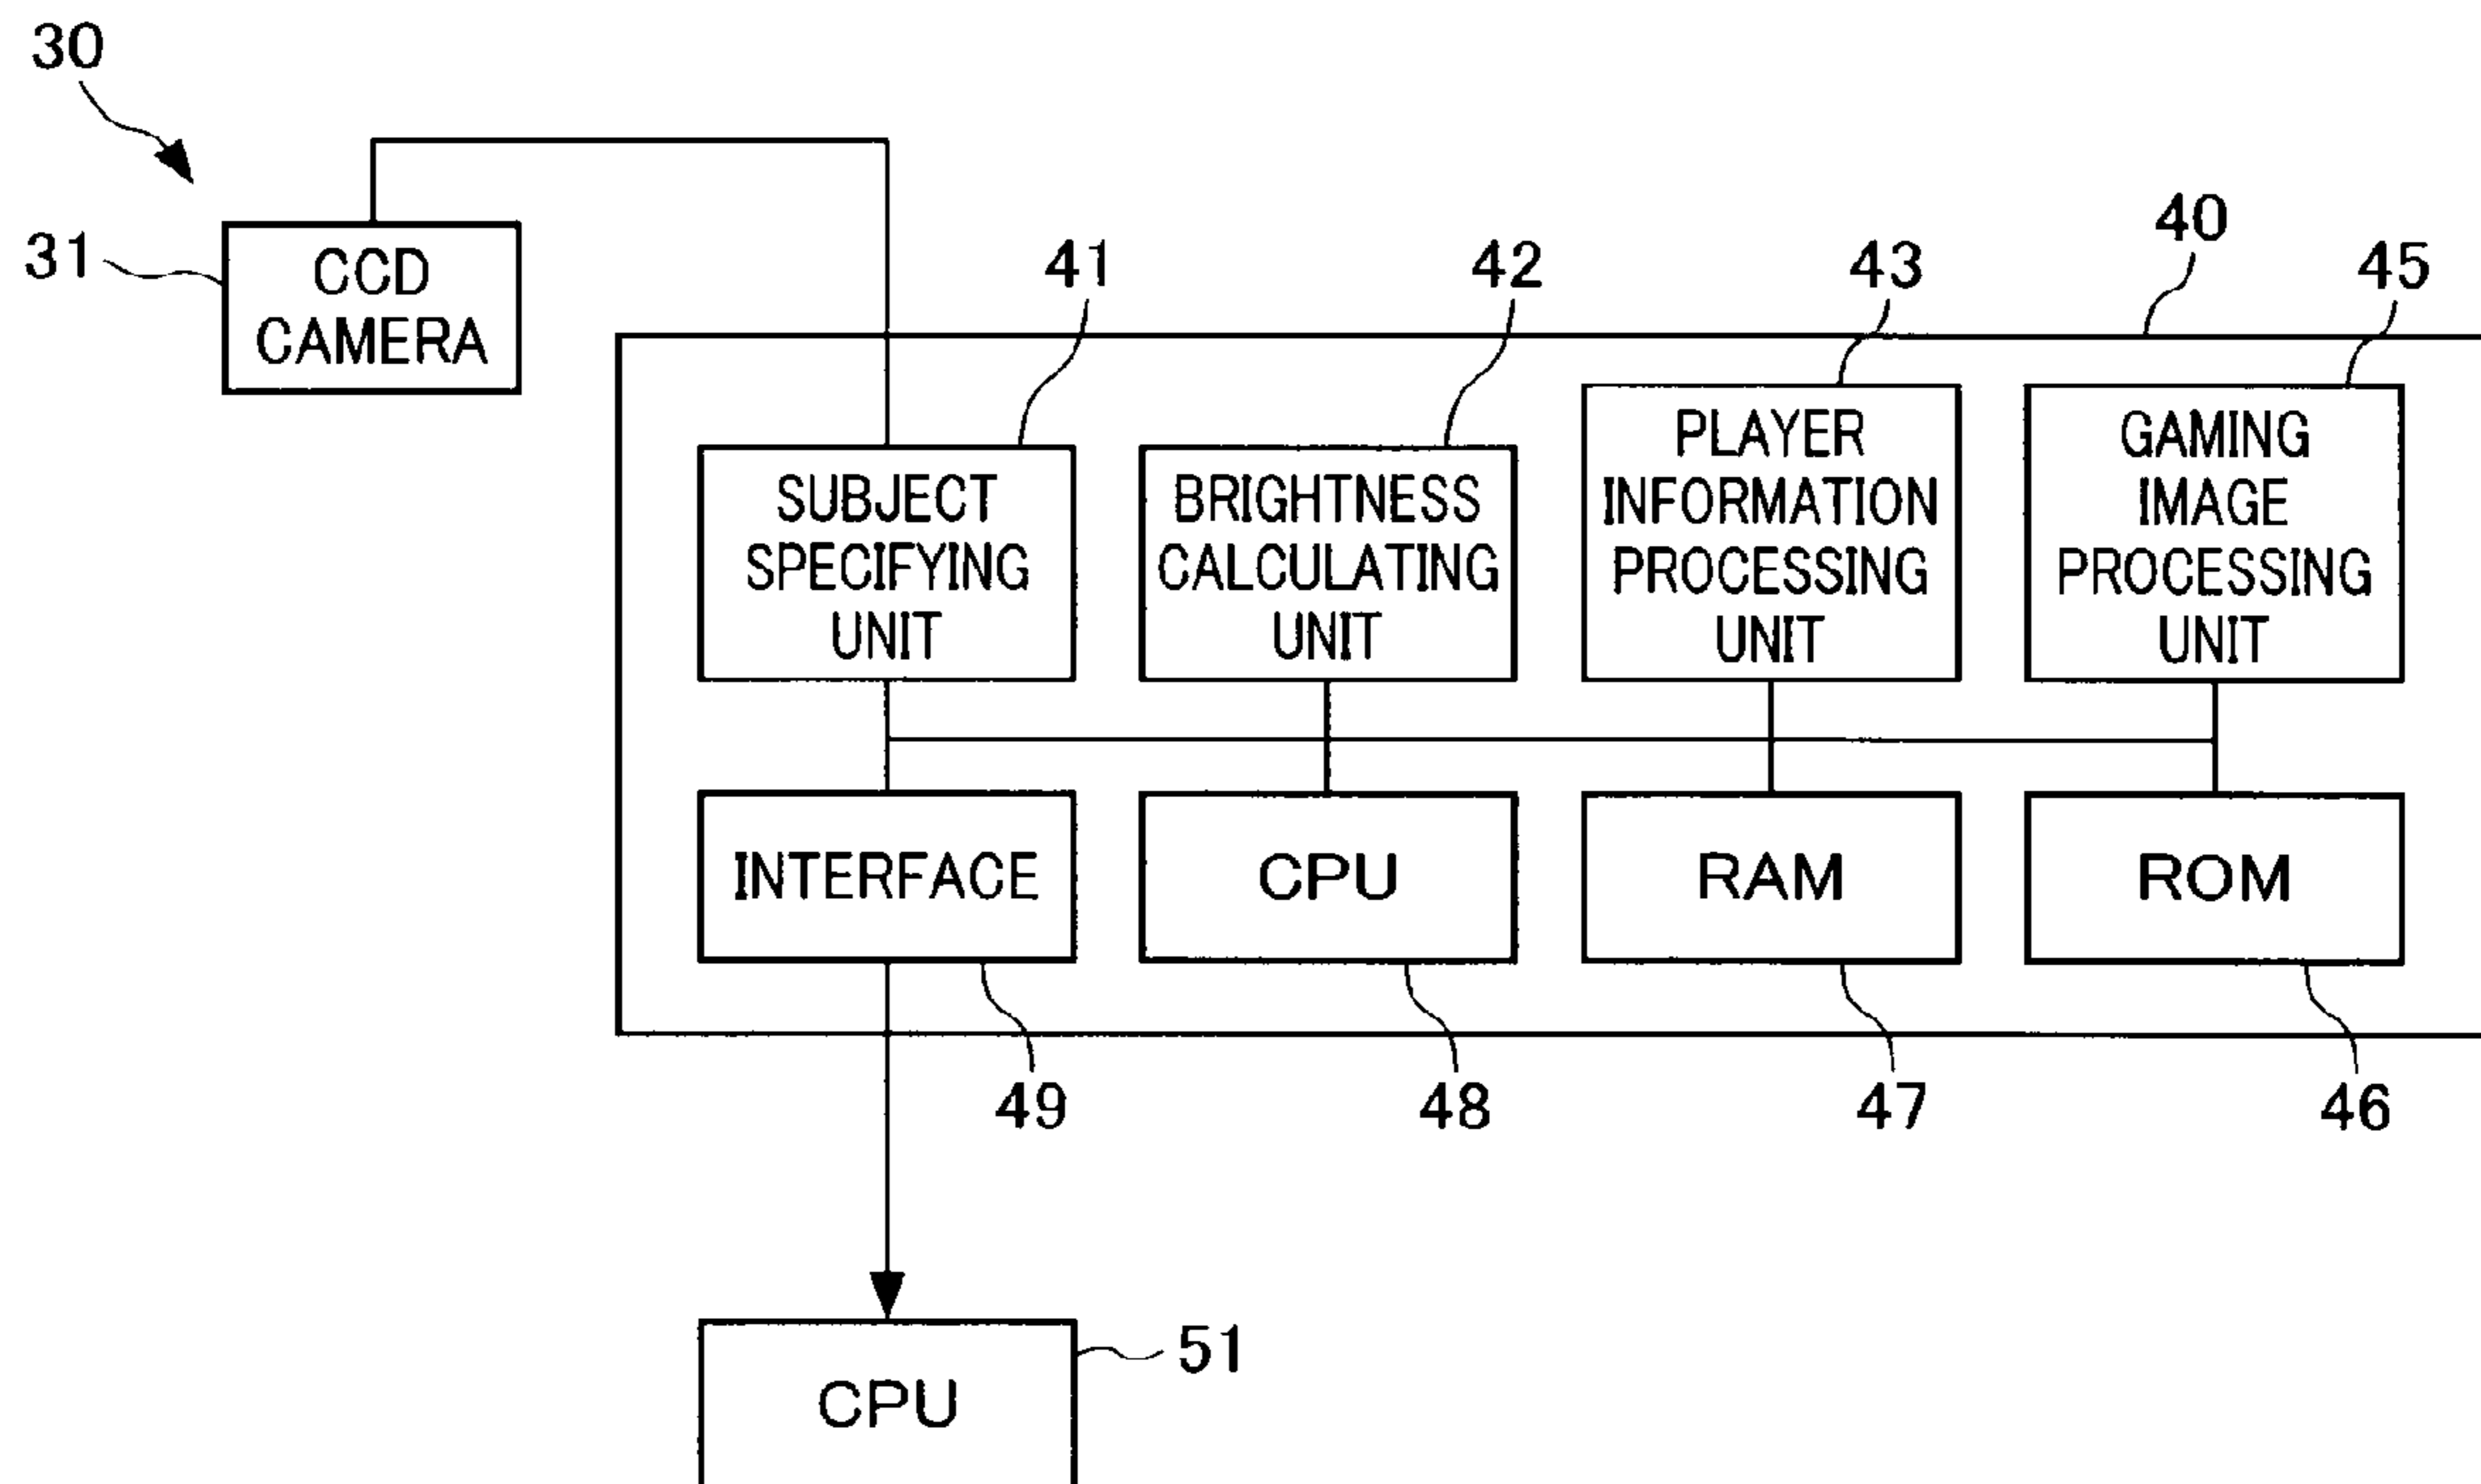 30
31
CCD
CAMERA
40
41
42
43
45
SUBJECT
SPECIFYING
UNIT
BRIGHTNESS
CALCULATING
UNIT
PLAYER
INFORMATION
PROCESSING
UNIT
GAMING
IMAGE
PROCESSING
UNIT
INTERFACE
CPU
RAM
ROM
49
48
47
46
51
CPU